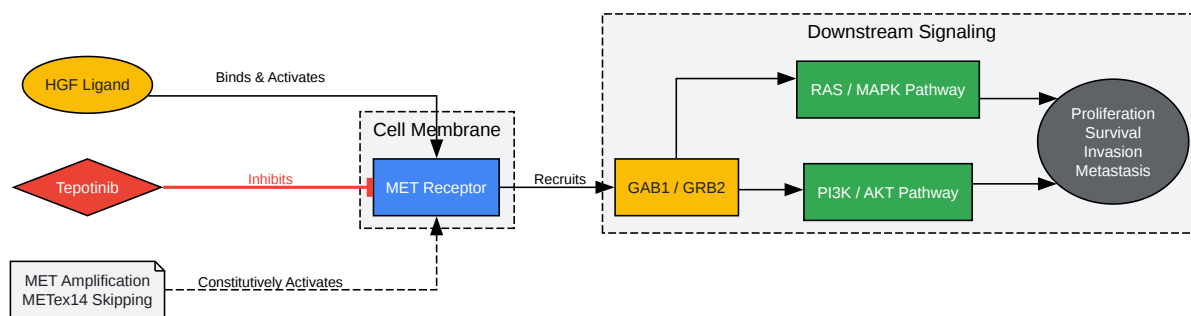 Downstream Signaling
HGF Ligand
Binds & Activates
RAS / MAPK Pathway
Cell Membrane
Proliferation
Survival
Invasion
Metastasis
Tepotinib
Inhibits
MET Receptor
Recruits
GAB1 / GRB2
PI3K / AKT Pathway
MET Amplification
METex14 Skipping
Constitutively Activates